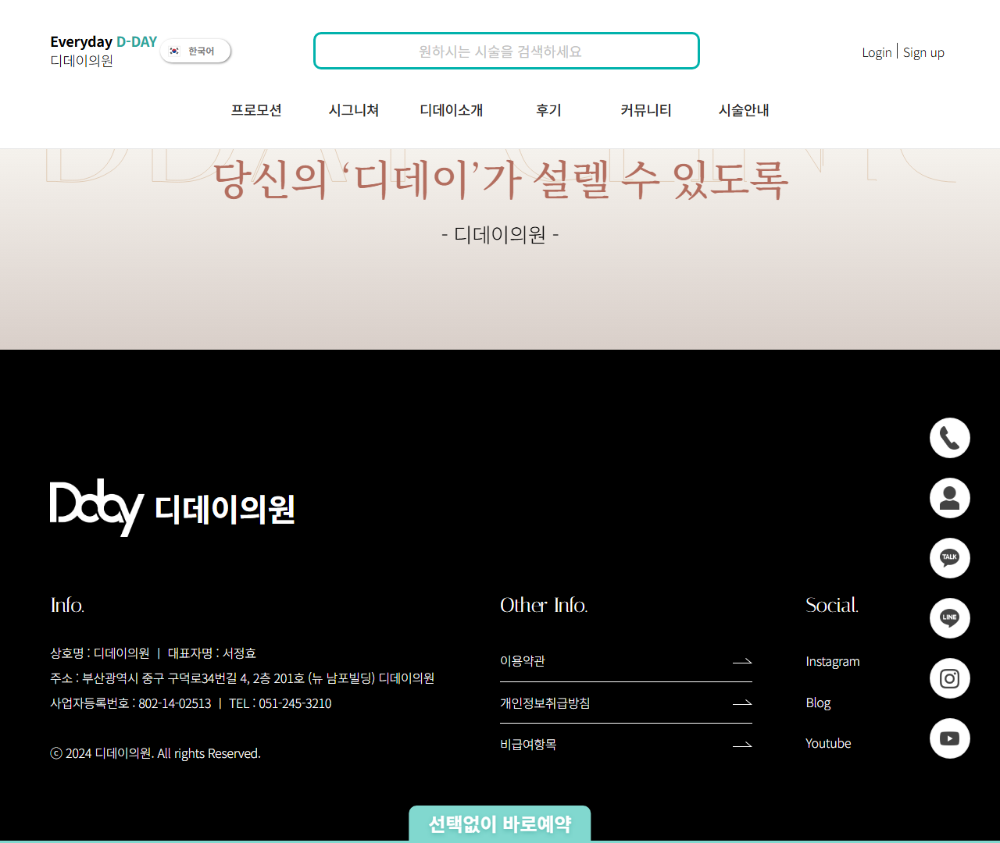 Everyday D-DAY
디데이의원
한국어
원하시는 시술을 검색하세요
Login | Sign up
프로모션 시그니쳐 디데이소개 후기 커뮤니티 시술안내
DDAY CLINIC
당신의 ‘디데이’가 설렐 수 있도록
- 디데이의원 -
Dday 디데이의원
Info.
상호명 : 디데이의원 ㅣ 대표자명 : 서정효
주소 : 부산광역시 중구 구덕로34번길 4, 2층 201호 (뉴 남포빌딩) 디데이의원
사업자등록번호 : 802-14-02513 ㅣ TEL : 051-245-3210
ⓒ 2024 디데이의원. All rights Reserved.
Other Info.
이용약관
개인정보취급방침
비급여항목
Social.
Instagram
Blog
Youtube
TALK
LINE
선택없이 바로예약